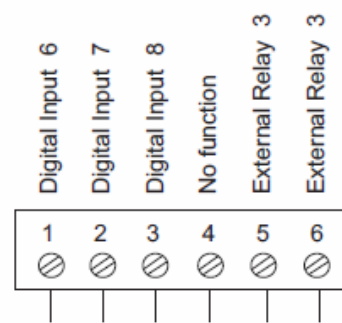 Digital Input 6
Digital Input 7
Digital Input 8
No function
External Relay 3
External Relay 3
1 2 3 4 5 6